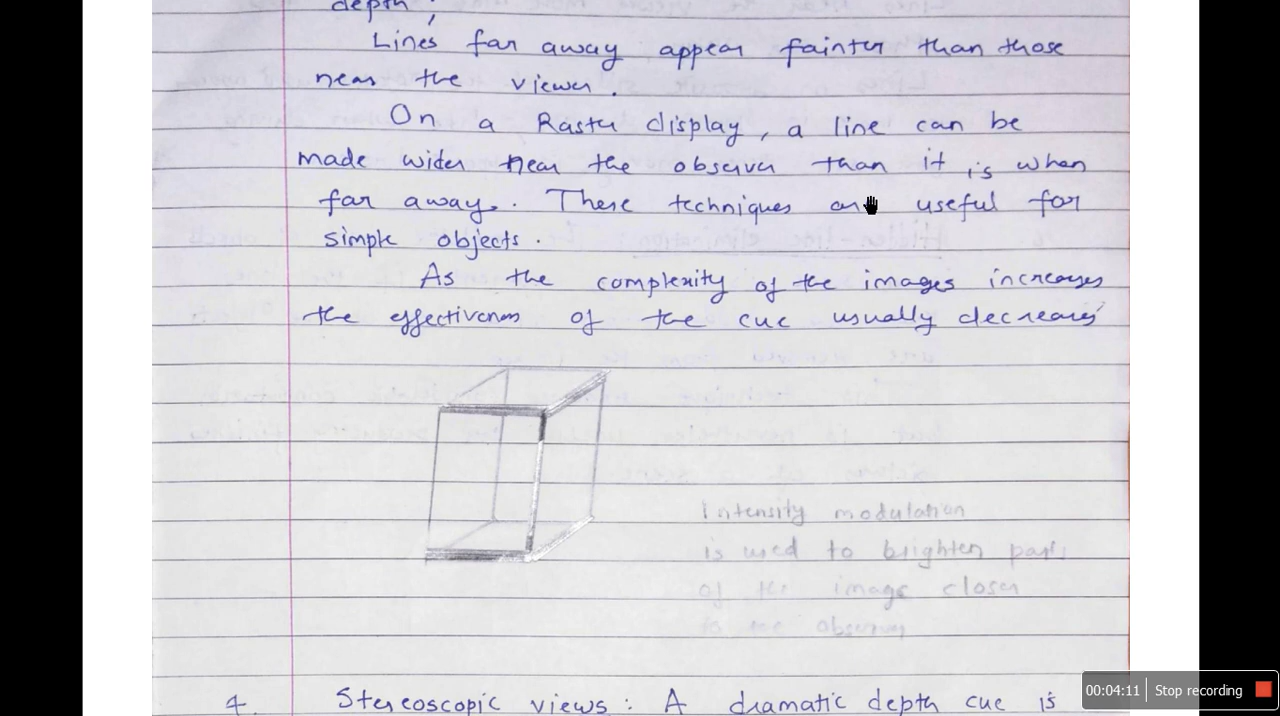 depth,
Lines far away appear fainter than those
near the viewer.
On a Raster display, a line can be
made wider near the observer than it is when
far away. These techniques are useful for
simple objects.
As the complexity of the images increases
the effectiveness of the cue usually decreases
Intensity modulation
is used to brighten parts
of the image closer
to the observer
4. Stereoscopic views: A dramatic depth cue is
00:04:11 Stop recording